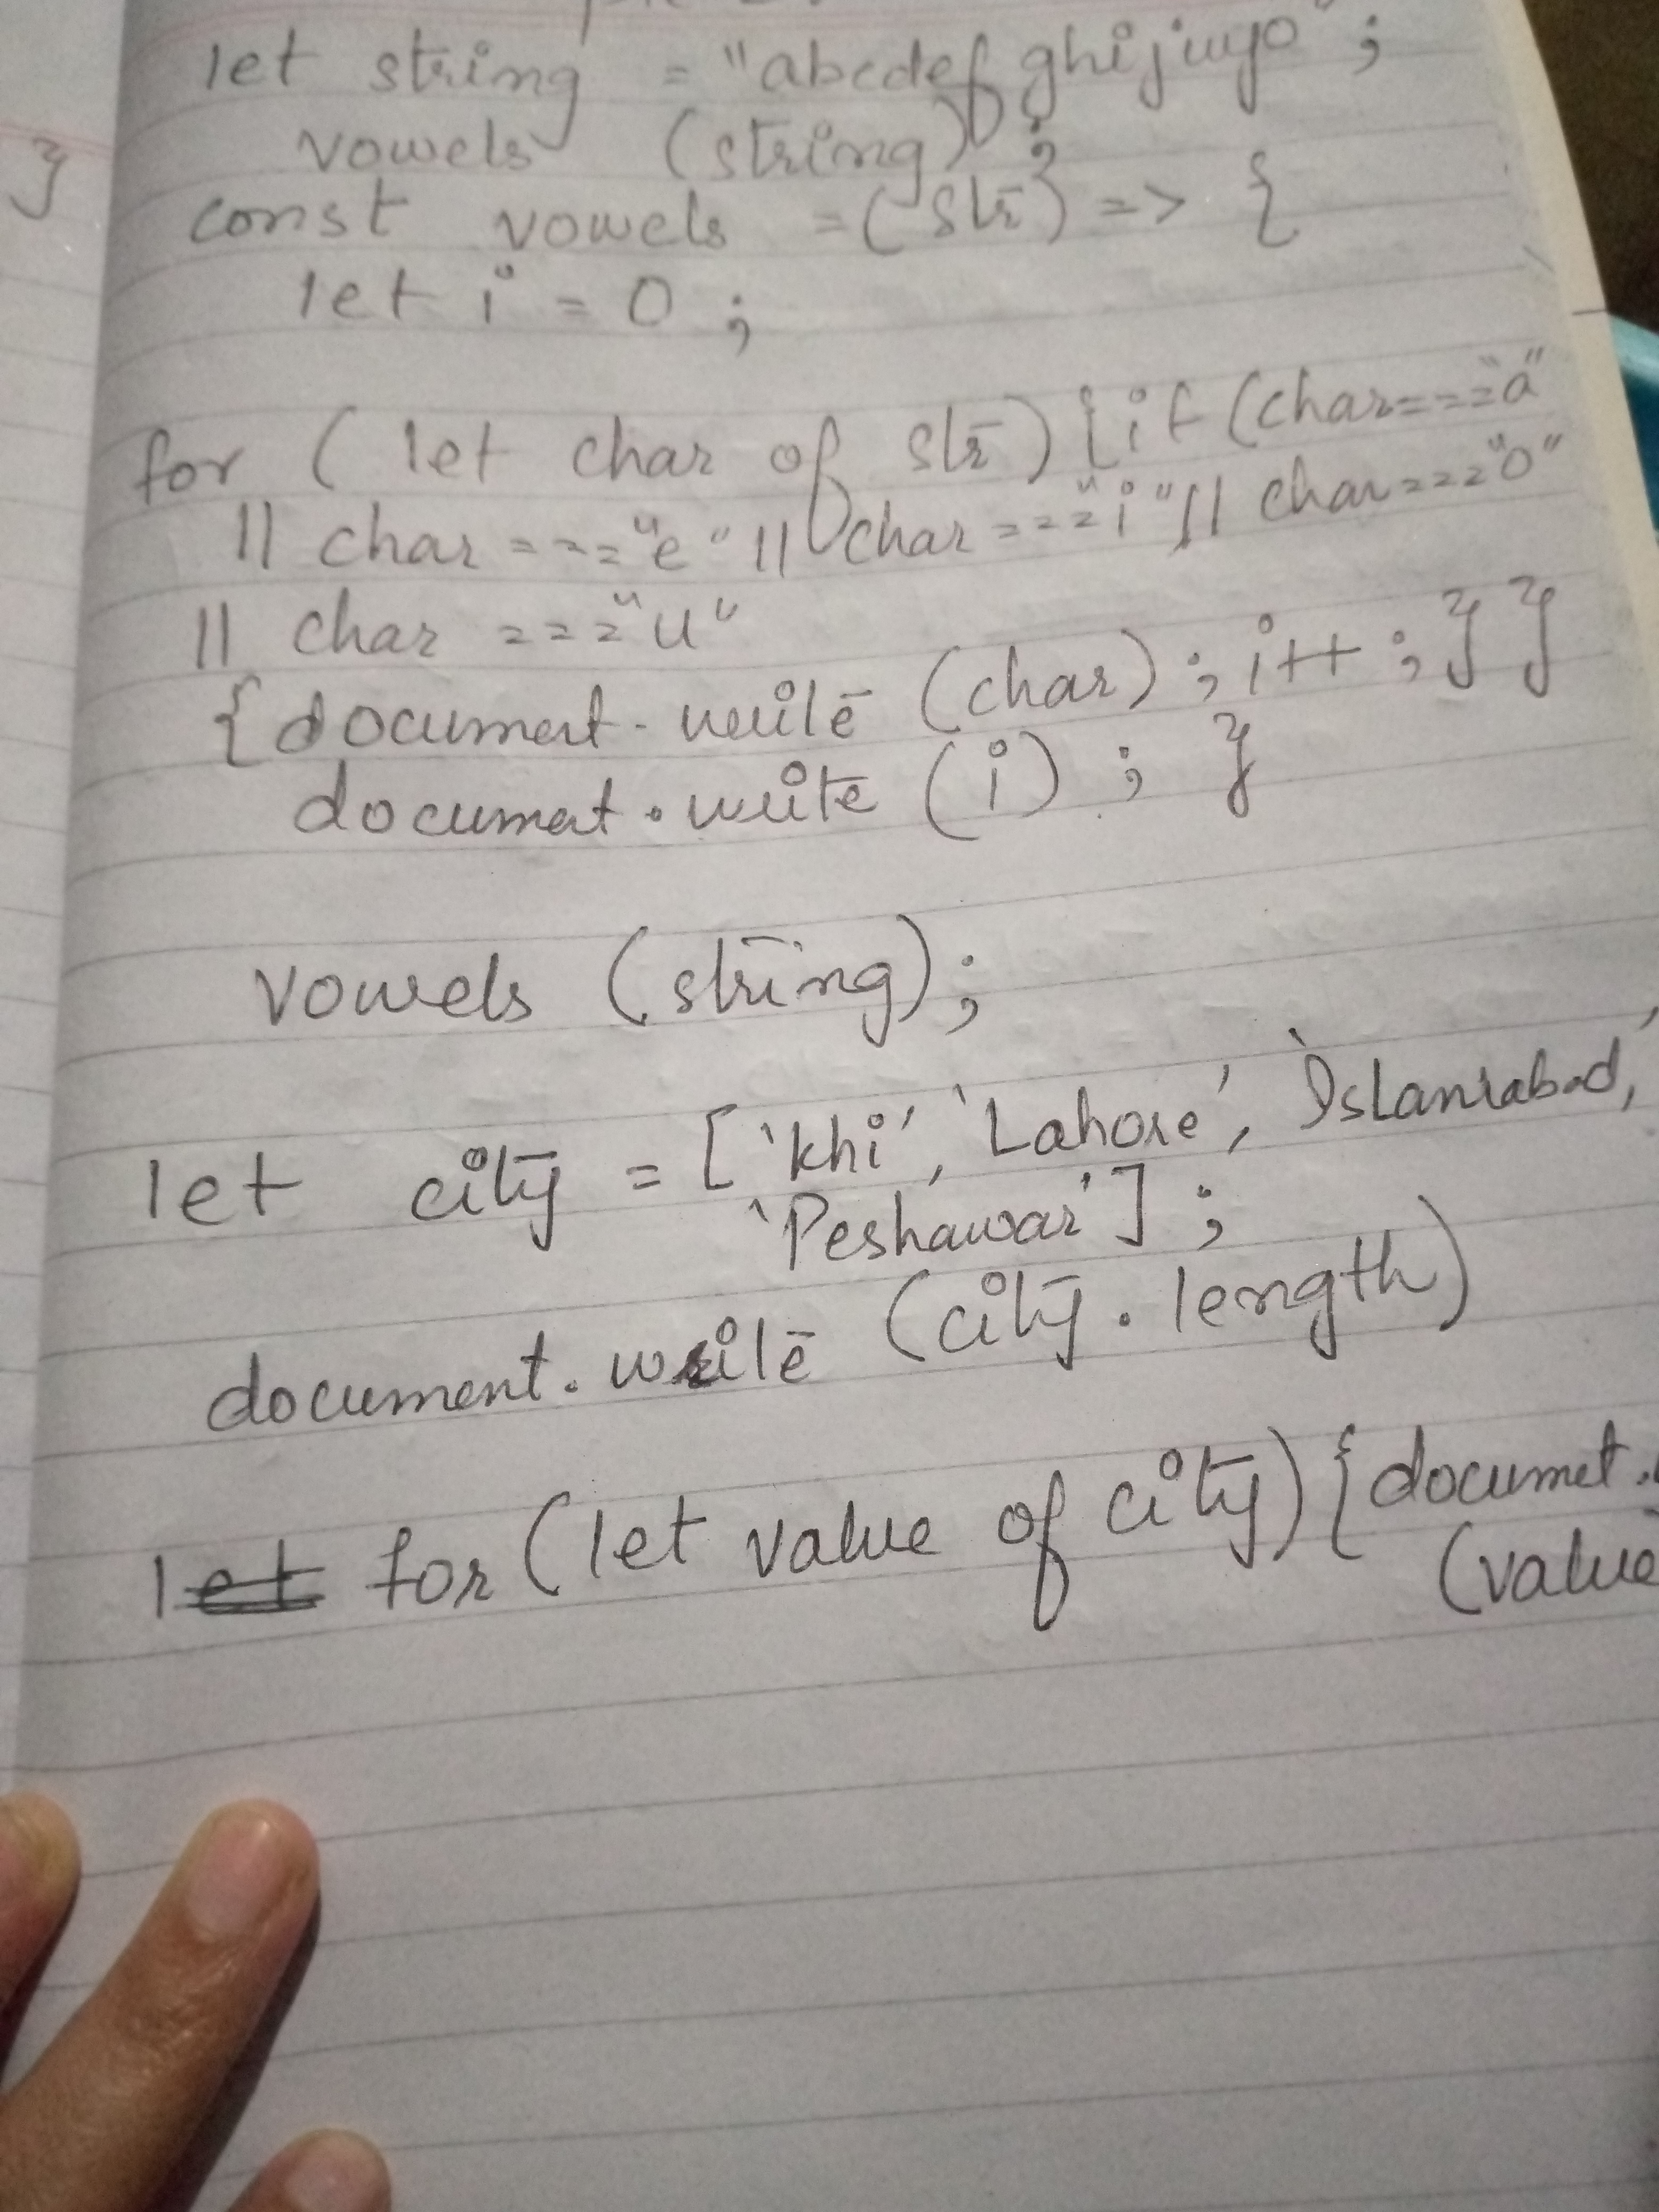 }
let string = "abcdefghijuyo";
vowels (string);
const vowels = (str) => {
let i = 0 ;
for ( let char of str) {if (char==="a"
|| char ==="e" || char ==="i" || char ==="o"
|| char ==="u"
{document.write (char) ; i++ ; } }
documet.write (i) ; }
vowels (string);
let city = ['khi', 'Lahore', 'Islamabad,'
'Peshawar'] ;
document.write (city.length)
let for (let value of city) {documet.
(value